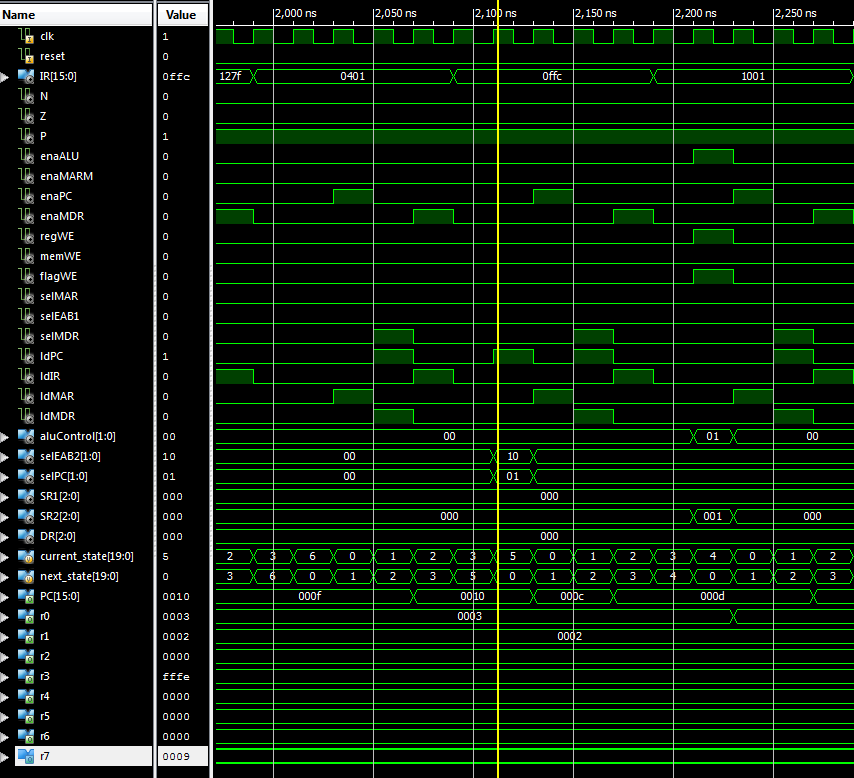 Name Value 2,000 ns 2,050 ns 2,100 ns 2,150 ns 2,200 ns 2,250 ns
clk 1
reset 0
IR[15:0] 0ffc 127f 0401 0ffc 1001
N 0
Z 0
P 1
enaALU 0
enaMARM 0
enaPC 0
enaMDR 0
regWE 0
memWE 0
flagWE 0
selMAR 0
selEAB1 0
selMDR 0
ldPC 1
ldIR 0
ldMAR 0
ldMDR 0
aluControl[1:0] 00 00 01 00
selEAB2[1:0] 10 00 10
selPC[1:0] 01 00 01
SR1[2:0] 000 000
SR2[2:0] 000 000 001 000
DR[2:0] 000 000
current_state[19:0] 5 2 3 6 0 1 2 3 5 0 1 2 3 4 0 1 2
next_state[19:0] 0 3 6 0 1 2 3 5 0 1 2 3 4 0 1 2 3
PC[15:0] 0010 000f 0010 000c 000d
r0 0003 0003
r1 0002 0002
r2 0000
r3 fffe
r4 0000
r5 0000
r6 0000
r7 0009